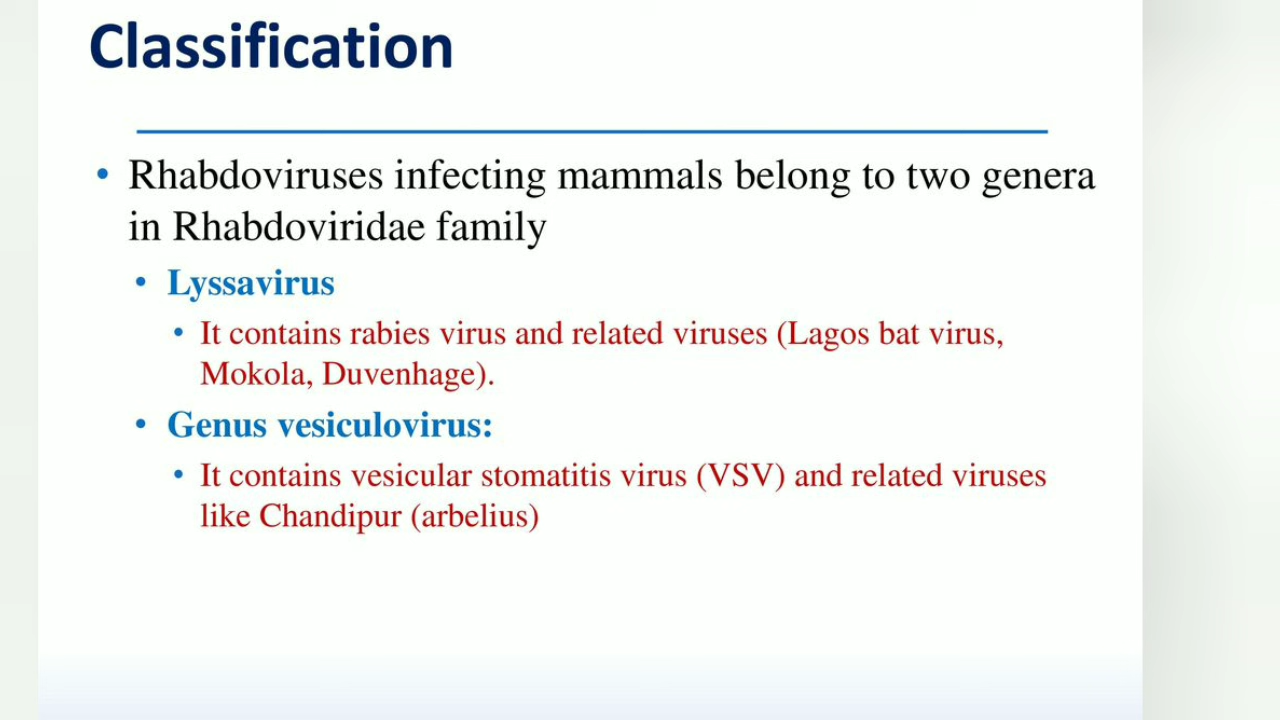 Classification
• Rhabdoviruses infecting mammals belong to two genera
in Rhabdoviridae family
• Lyssavirus
• It contains rabies virus and related viruses (Lagos bat virus,
Mokola, Duvenhage).
• Genus vesiculovirus:
• It contains vesicular stomatitis virus (VSV) and related viruses
like Chandipur (arbelius)